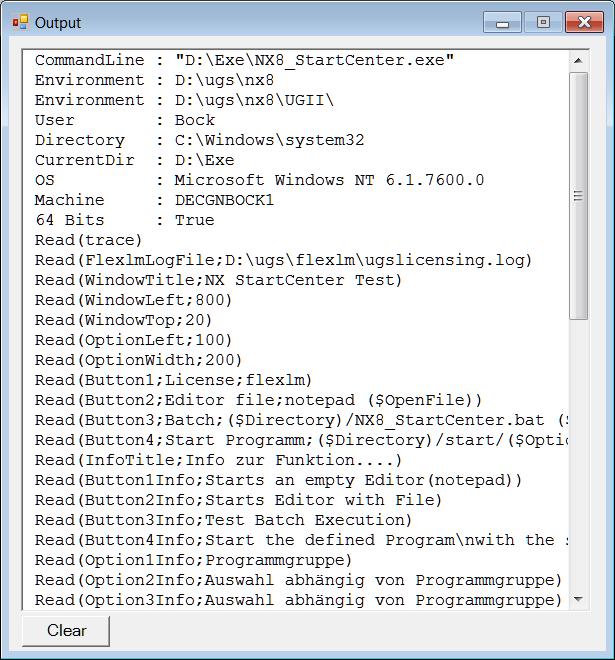 Output
CommandLine : "D:\Exe\NX8_StartCenter.exe"
Environment : D:\ugs\nx8
Environment : D:\ugs\nx8\UGII\
User        : Bock
Directory   : C:\Windows\system32
CurrentDir  : D:\Exe
OS          : Microsoft Windows NT 6.1.7600.0
Machine     : DECGNBOCK1
64 Bits     : True
Read(trace)
Read(FlexlmLogFile;D:\ugs\flexlm\ugslicensing.log)
Read(WindowTitle;NX StartCenter Test)
Read(WindowLeft;800)
Read(WindowTop;20)
Read(OptionLeft;100)
Read(OptionWidth;200)
Read(Button1;License;flexlm)
Read(Button2;Editor file;notepad ($OpenFile))
Read(Button3;Batch;($Directory)/NX8_StartCenter.bat ($
Read(Button4;Start Programm;($Directory)/start/($Optio
Read(InfoTitle;Info zur Funktion....)
Read(Button1Info;Starts an empty Editor(notepad))
Read(Button2Info;Starts Editor with File)
Read(Button3Info;Test Batch Execution)
Read(Button4Info;Start the defined Program\nwith the s
Read(Option1Info;Programmgruppe)
Read(Option2Info;Auswahl abhängig von Programmgruppe)
Read(Option3Info;Auswahl abhängig von Programmgruppe)
Clear